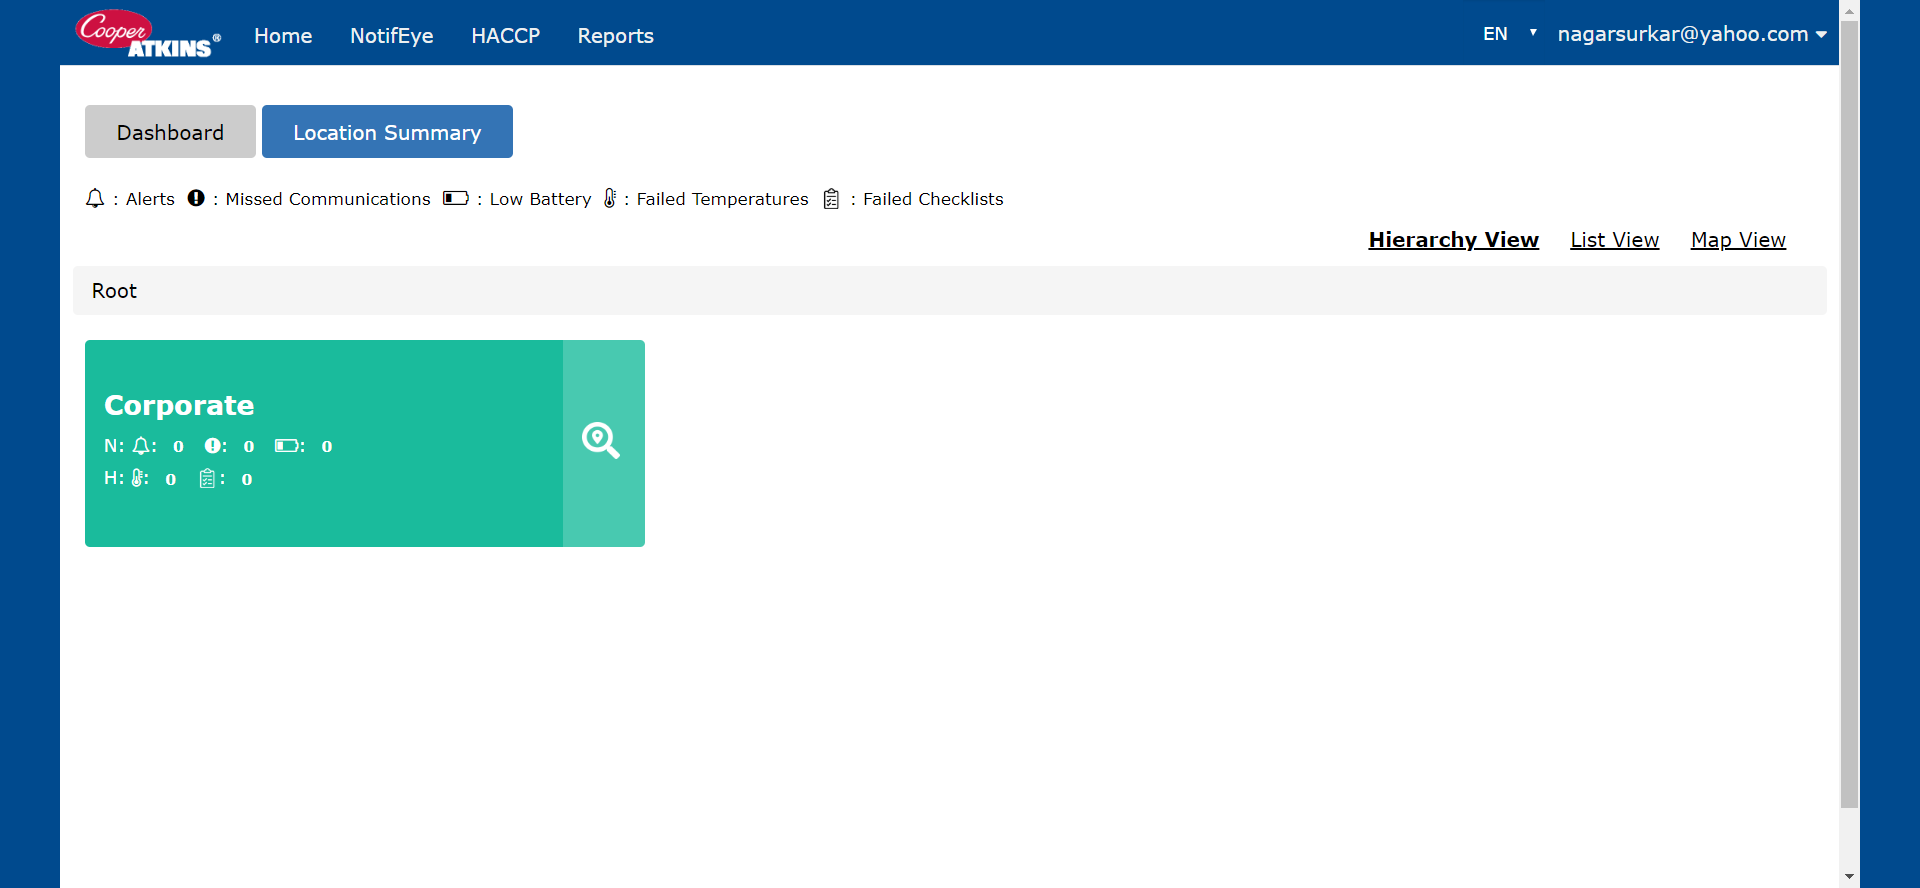 Cooper ATKINS® Home NotifEye HACCP Reports EN nagarsurkar@yahoo.com
Dashboard Location Summary
: Alerts : Missed Communications : Low Battery : Failed Temperatures : Failed Checklists
Hierarchy View List View Map View
Root
Corporate
N: : 0 : 0 : 0
H: : 0 : 0